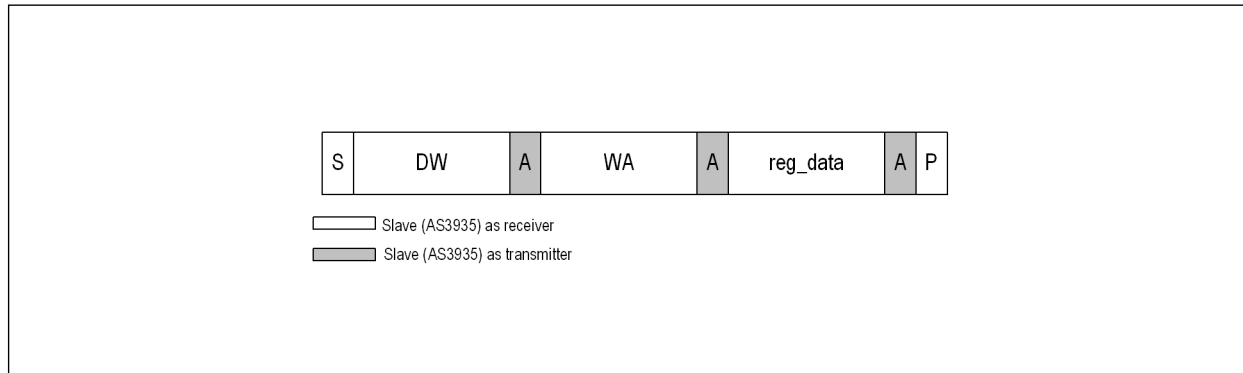 S DW A WA A reg_data A P
Slave (AS3935) as receiver
Slave (AS3935) as transmitter